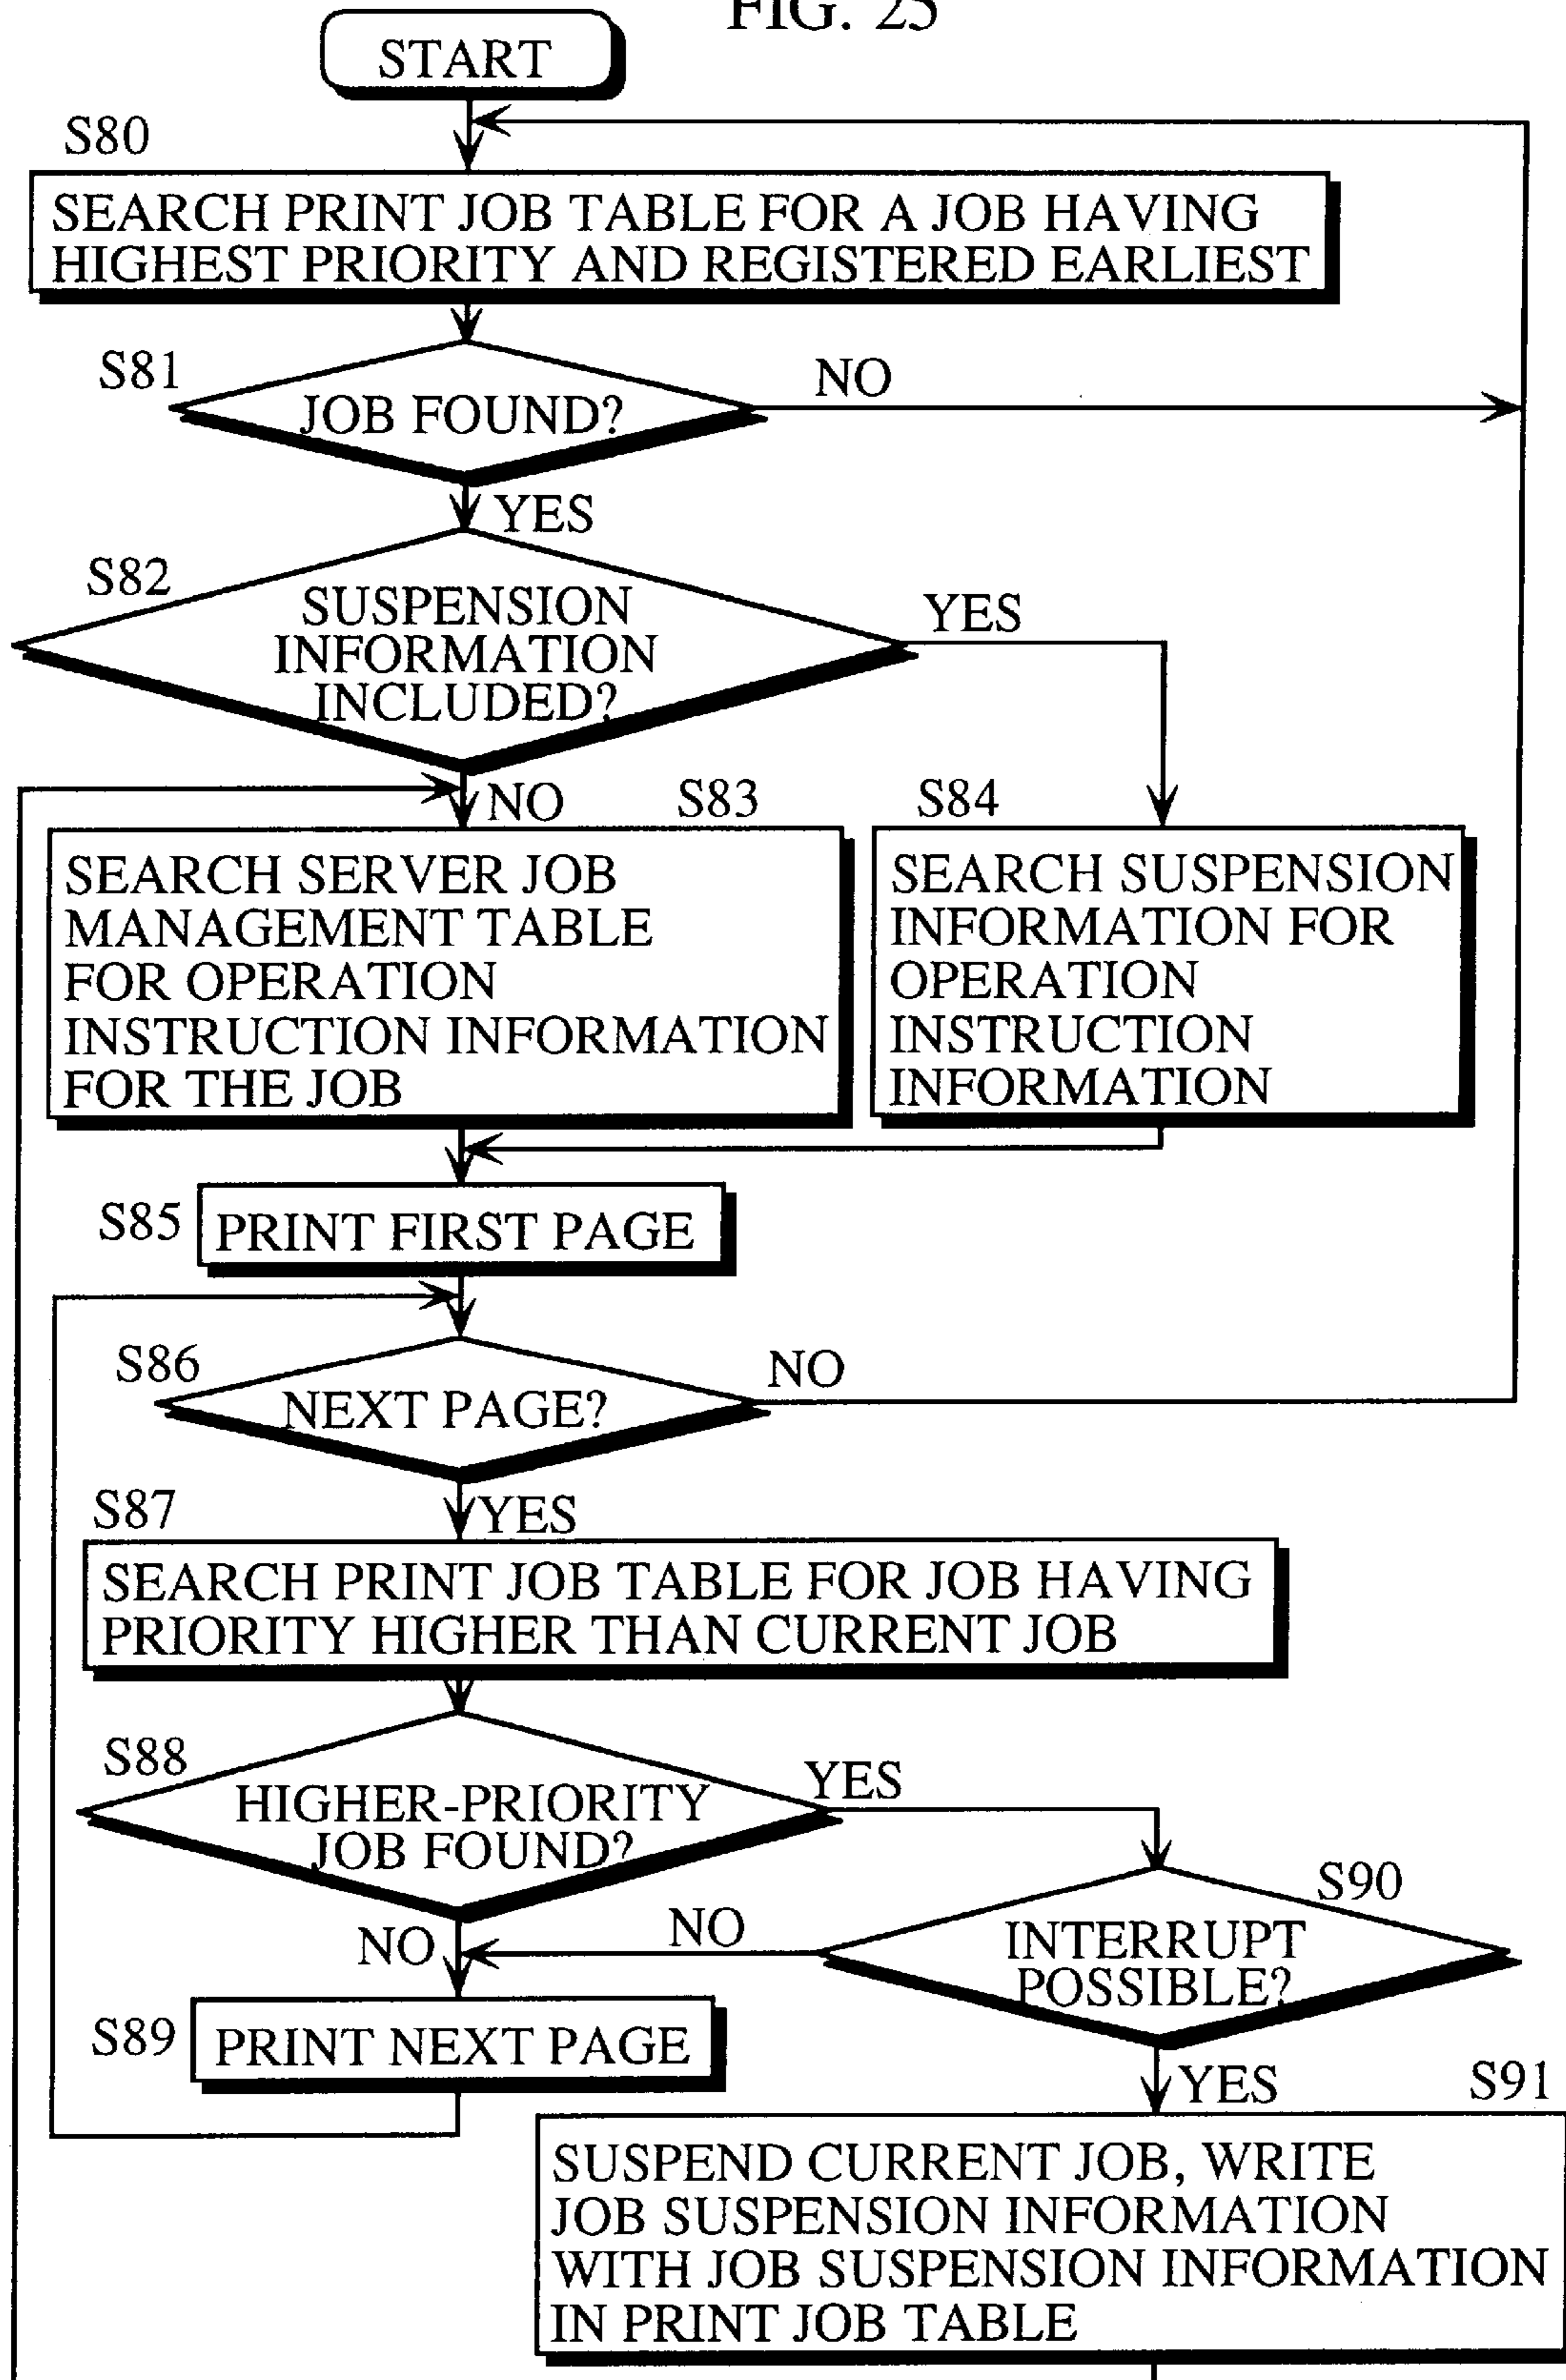 FIG. 25
START
S80
SEARCH PRINT JOB TABLE FOR A JOB HAVING
HIGHEST PRIORITY AND REGISTERED EARLIEST
S81
JOB FOUND?
NO
YES
S82
SUSPENSION
INFORMATION
INCLUDED?
YES
NO
S83
SEARCH SERVER JOB
MANAGEMENT TABLE
FOR OPERATION
INSTRUCTION INFORMATION
FOR THE JOB
S84
SEARCH SUSPENSION
INFORMATION FOR
OPERATION
INSTRUCTION
INFORMATION
S85
PRINT FIRST PAGE
S86
NEXT PAGE?
NO
YES
S87
SEARCH PRINT JOB TABLE FOR JOB HAVING
PRIORITY HIGHER THAN CURRENT JOB
S88
HIGHER-PRIORITY
JOB FOUND?
YES
NO
S90
INTERRUPT
POSSIBLE?
NO
YES
S89
PRINT NEXT PAGE
S91
SUSPEND CURRENT JOB, WRITE
JOB SUSPENSION INFORMATION
WITH JOB SUSPENSION INFORMATION
IN PRINT JOB TABLE